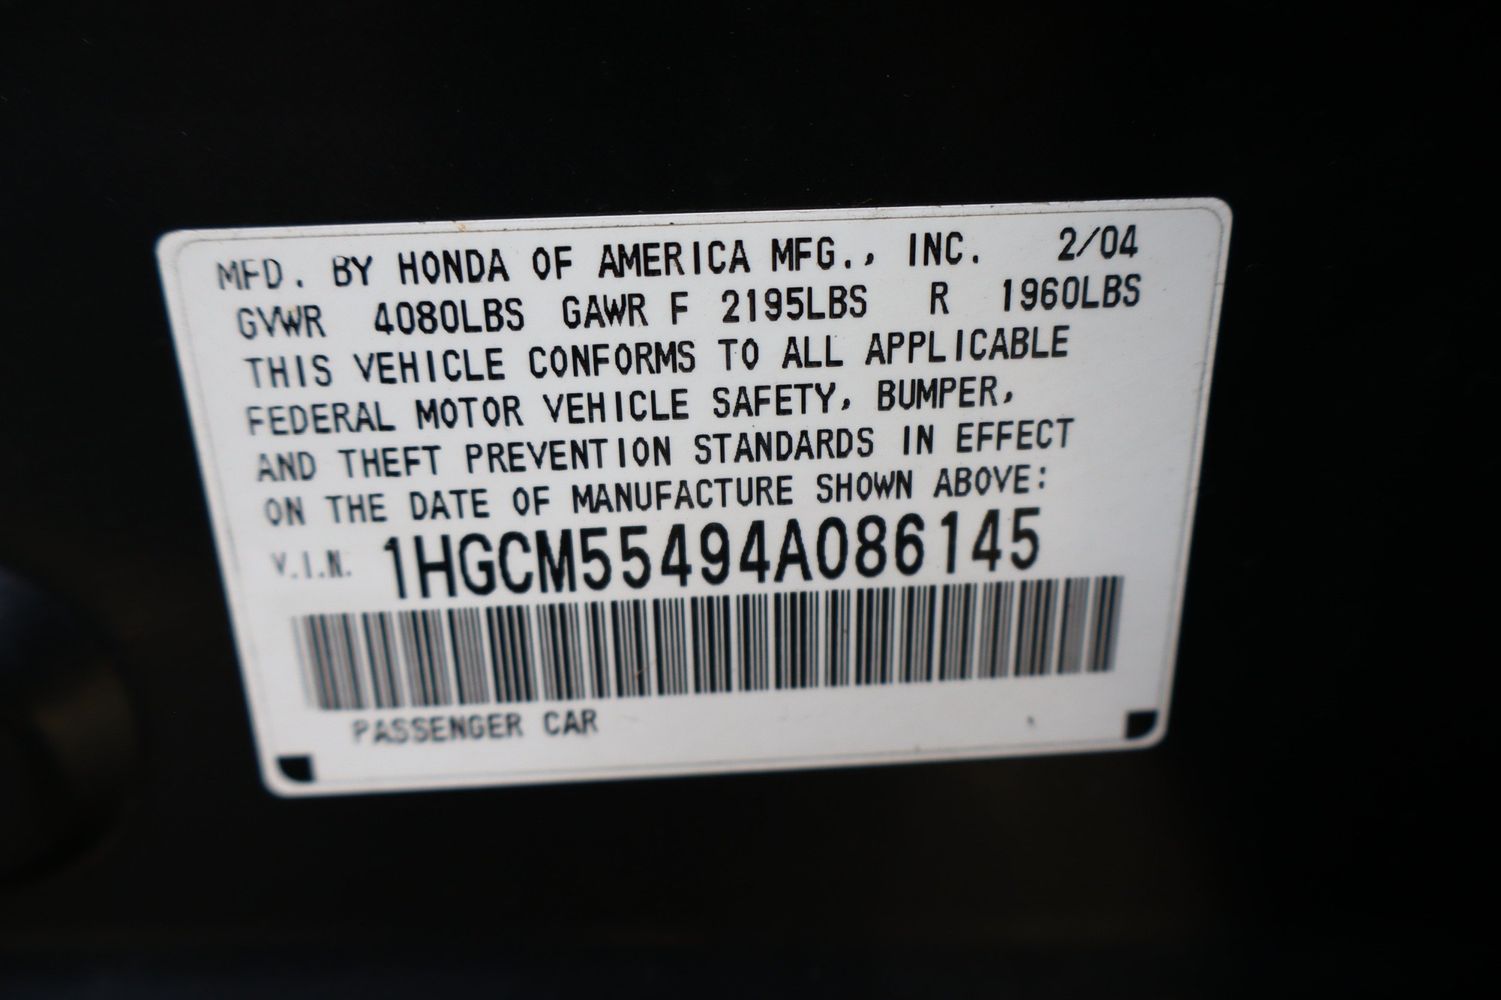 MFD. BY HONDA OF AMERICA MFG., INC. 2/04
GVWR 4080LBS GAWR F 2195LBS R 1960LBS
THIS VEHICLE CONFORMS TO ALL APPLICABLE
FEDERAL MOTOR VEHICLE SAFETY, BUMPER,
AND THEFT PREVENTION STANDARDS IN EFFECT
ON THE DATE OF MANUFACTURE SHOWN ABOVE:
V.I.N. 1HGCM55494A086145
PASSENGER CAR